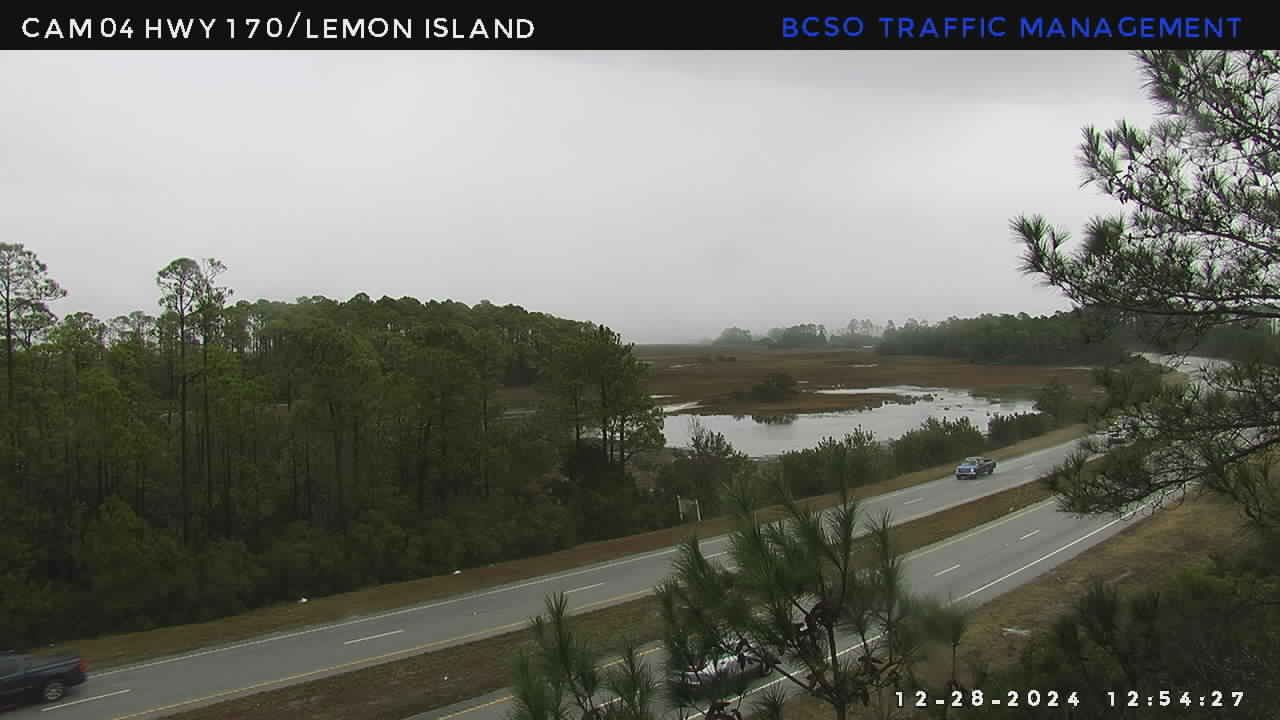 CAM04 HWY 170/LEMON ISLAND
BCSO TRAFFIC MANAGEMENT
12-28-2024 12:54:27